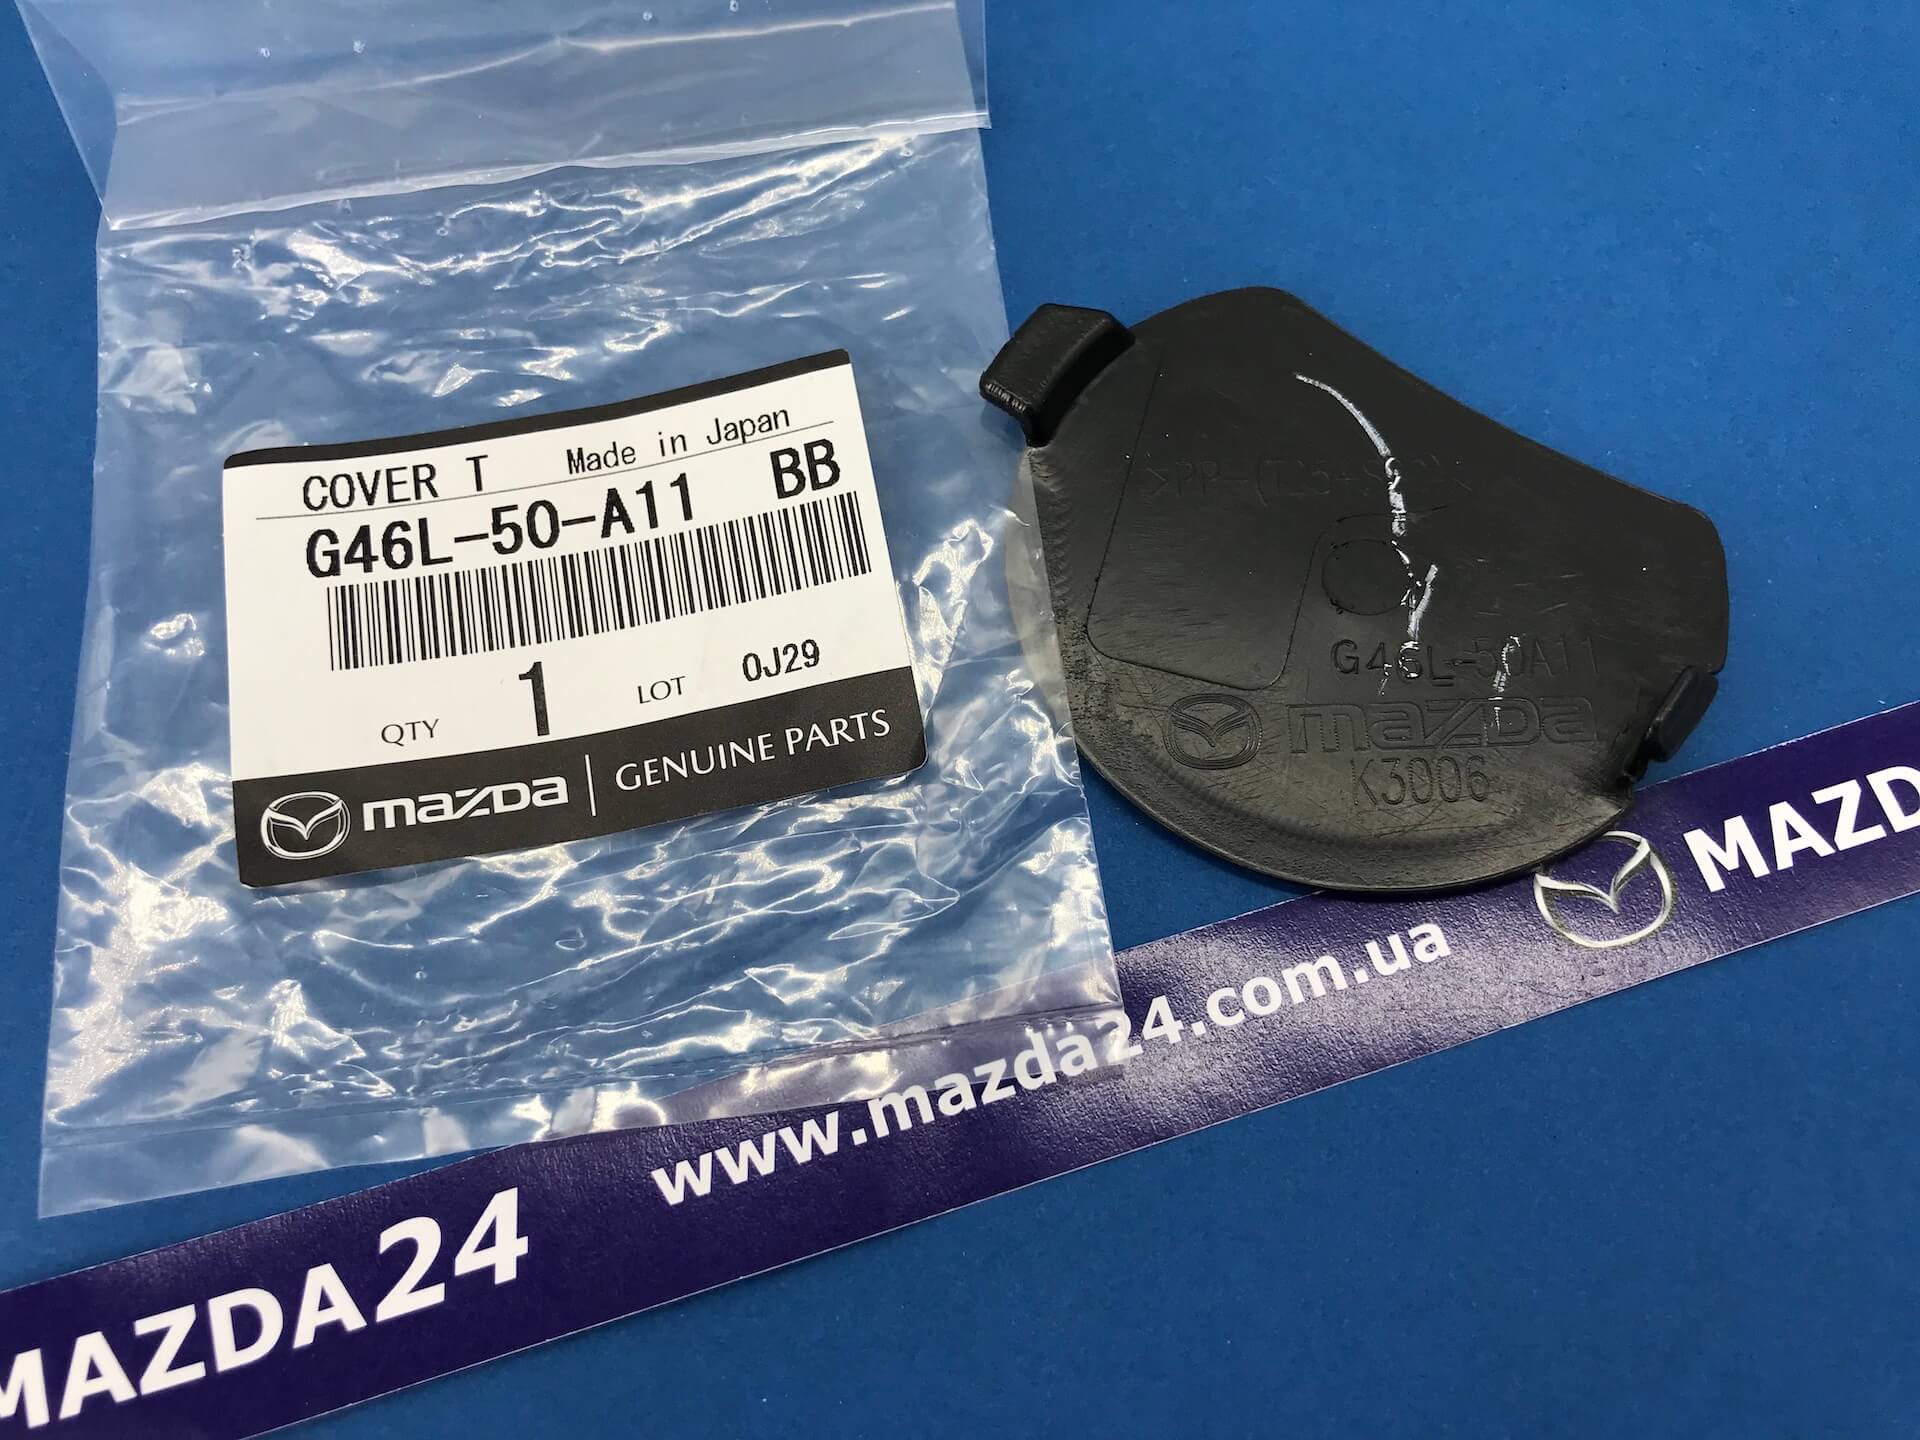 COVER T Made in Japan
G46L-50-A11 BB
QTY 1 LOT 0J29
mazda GENUINE PARTS
G46L-50A11
mazda
K3006
MAZDA24 www.mazda24.com.ua MAZD